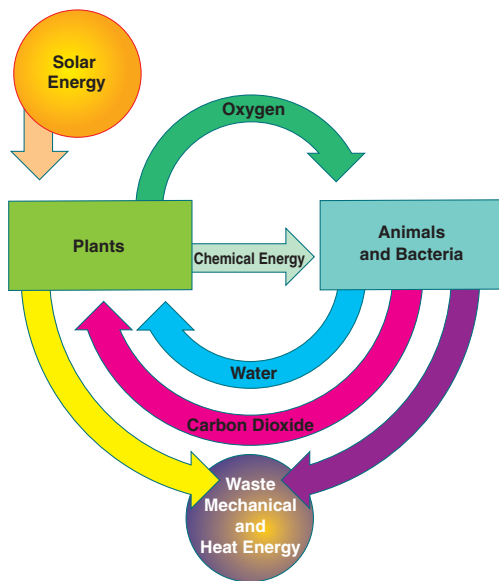 Solar
Energy
Oxygen
Plants
Chemical Energy
Animals
and Bacteria
Water
Carbon Dioxide
Waste
Mechanical
and
Heat Energy